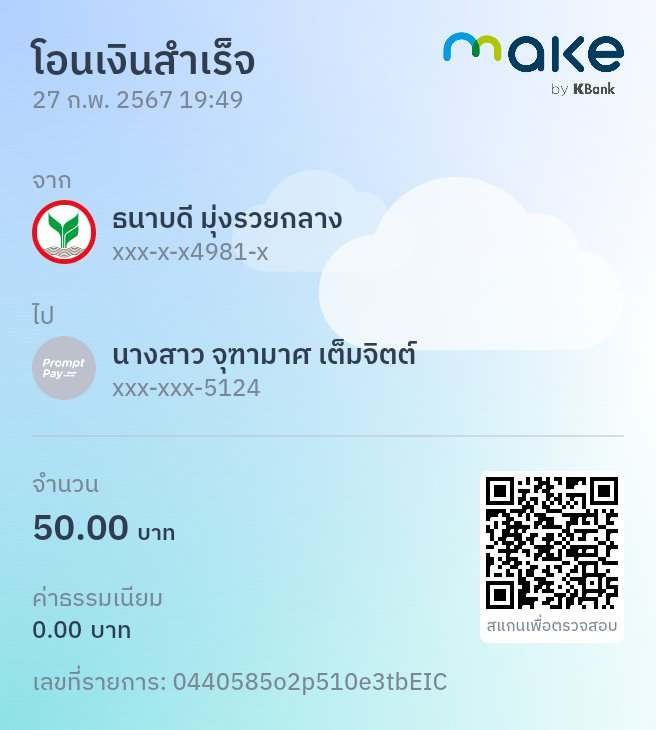 โอนเงินสำเร็จ
27 ก.พ. 2567 19:49
make
by KBank
จาก
ธนาบดี มุ่งรวยกลาง
xxx-x-x4981-x
ไป
Prompt
Pay
นางสาว จุฑามาศ เต็มจิตต์
xxx-xxx-5124
จำนวน
50.00 บาท
ค่าธรรมเนียม
0.00 บาท
สแกนเพื่อตรวจสอบ
เลขที่รายการ: 0440585o2p510e3tbEIC